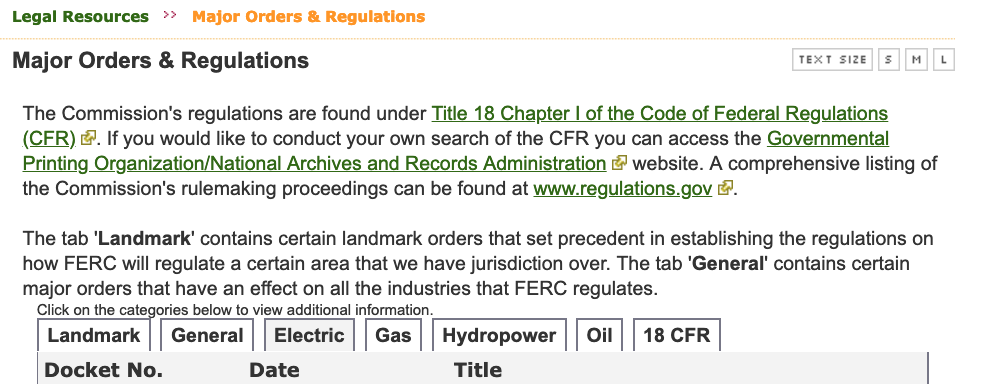 Legal Resources >> Major Orders & Regulations
Major Orders & Regulations
TEXT SIZE S M L
The Commission's regulations are found under Title 18 Chapter I of the Code of Federal Regulations
(CFR). If you would like to conduct your own search of the CFR you can access the Governmental
Printing Organization/National Archives and Records Administration website. A comprehensive listing of
the Commission's rulemaking proceedings can be found at www.regulations.gov.
The tab 'Landmark' contains certain landmark orders that set precedent in establishing the regulations on
how FERC will regulate a certain area that we have jurisdiction over. The tab 'General' contains certain
major orders that have an effect on all the industries that FERC regulates.
Click on the categories below to view additional information.
Landmark General Electric Gas Hydropower Oil 18 CFR
Docket No. Date Title